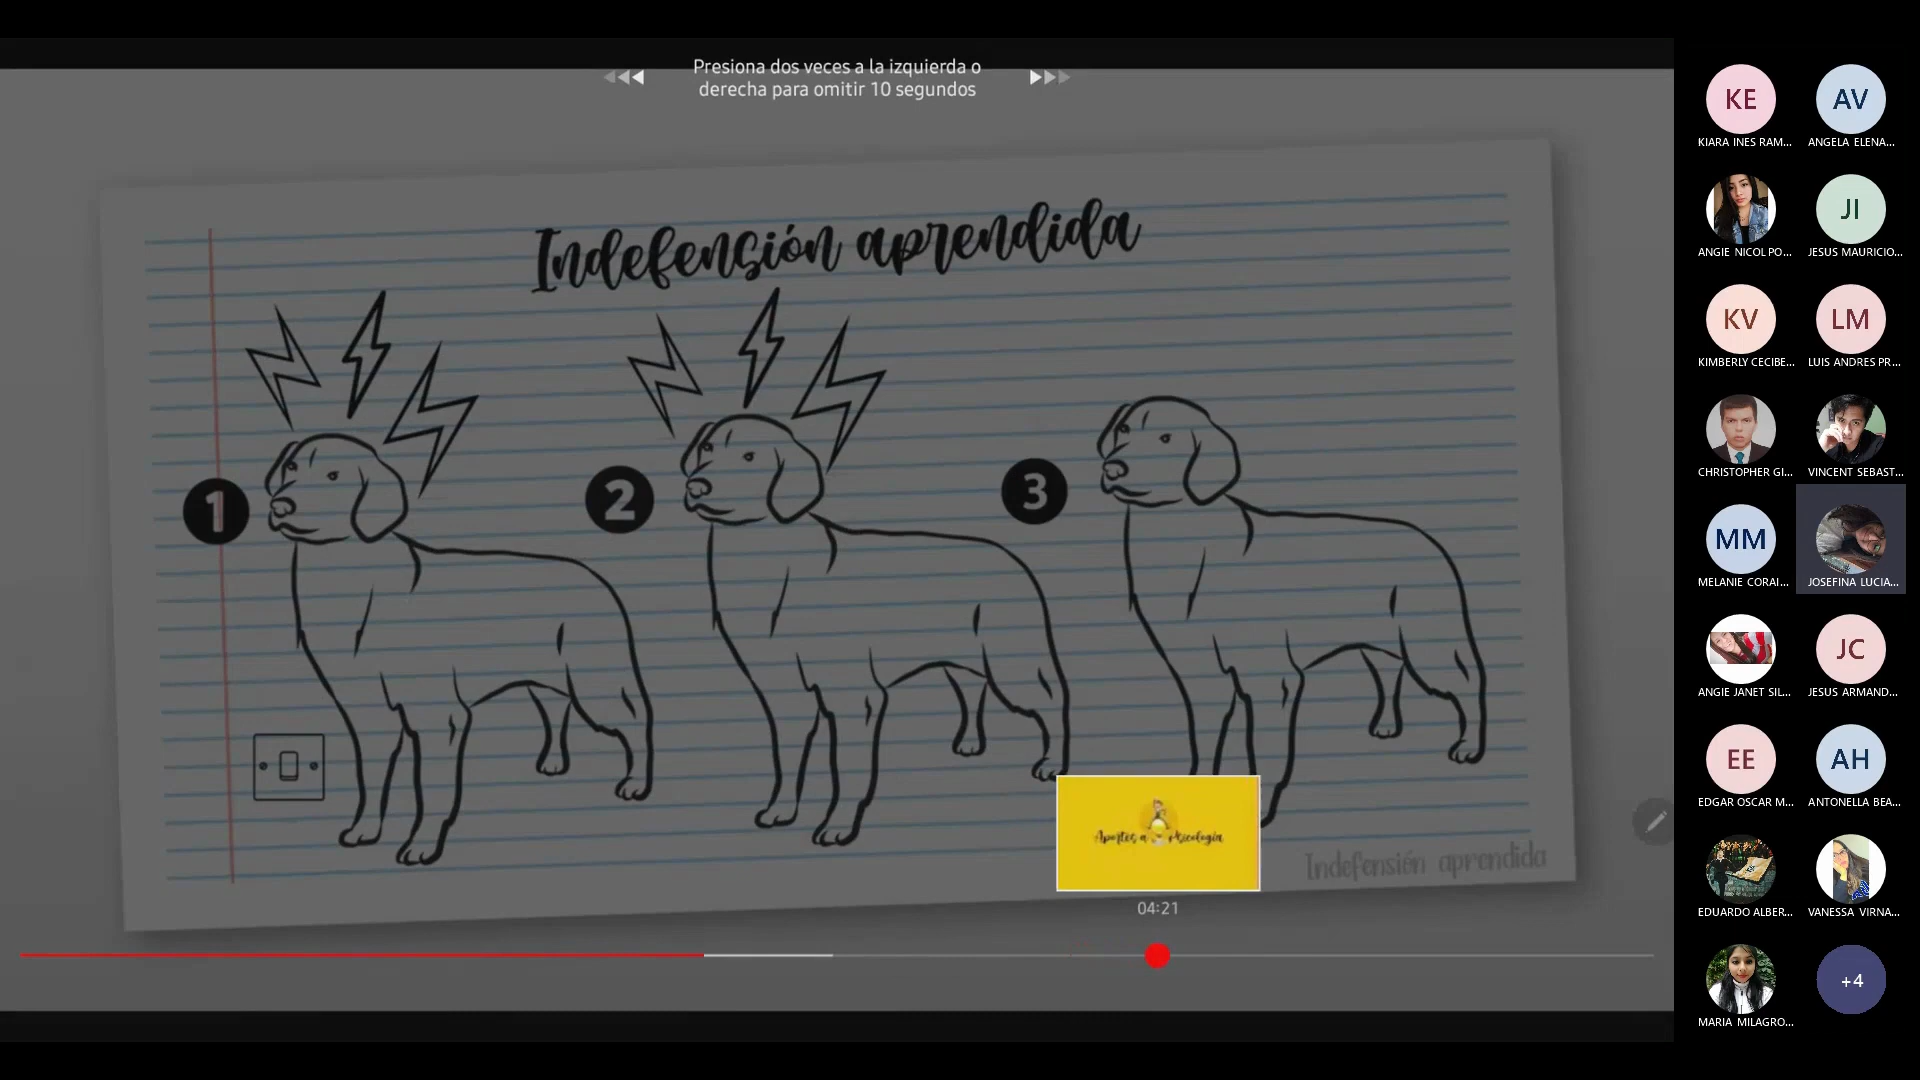 Presiona dos veces a la izquierda o
derecha para omitir 10 segundos
Indefensión aprendida
1
2
3
Aportes a Psicología
Indefensión aprendida
04:21
KE
KIARA INES RAM...
AV
ANGELA ELENA...
ANGIE NICOL PO...
JI
JESUS MAURICIO...
KV
KIMBERLY CECIBE...
LM
LUIS ANDRES PR...
CHRISTOPHER GI...
VINCENT SEBAST...
MM
MELANIE CORAI...
JOSEFINA LUCIA...
ANGIE JANET SIL...
JC
JESUS ARMAND...
EE
EDGAR OSCAR M...
AH
ANTONELLA BEA...
EDUARDO ALBER...
VANESSA VIRNA...
MARIA MILAGRO...
+4